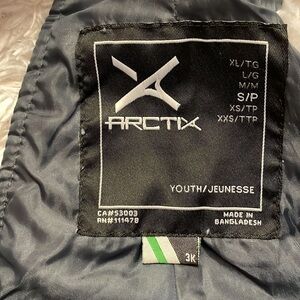 XL/TG
L/G
M/M
S/P
XS/TP
XXS/TTP
ARCTIX
YOUTH/JEUNESSE
CA#53003
RN#111478
MADE IN
BANGLADESH
3K